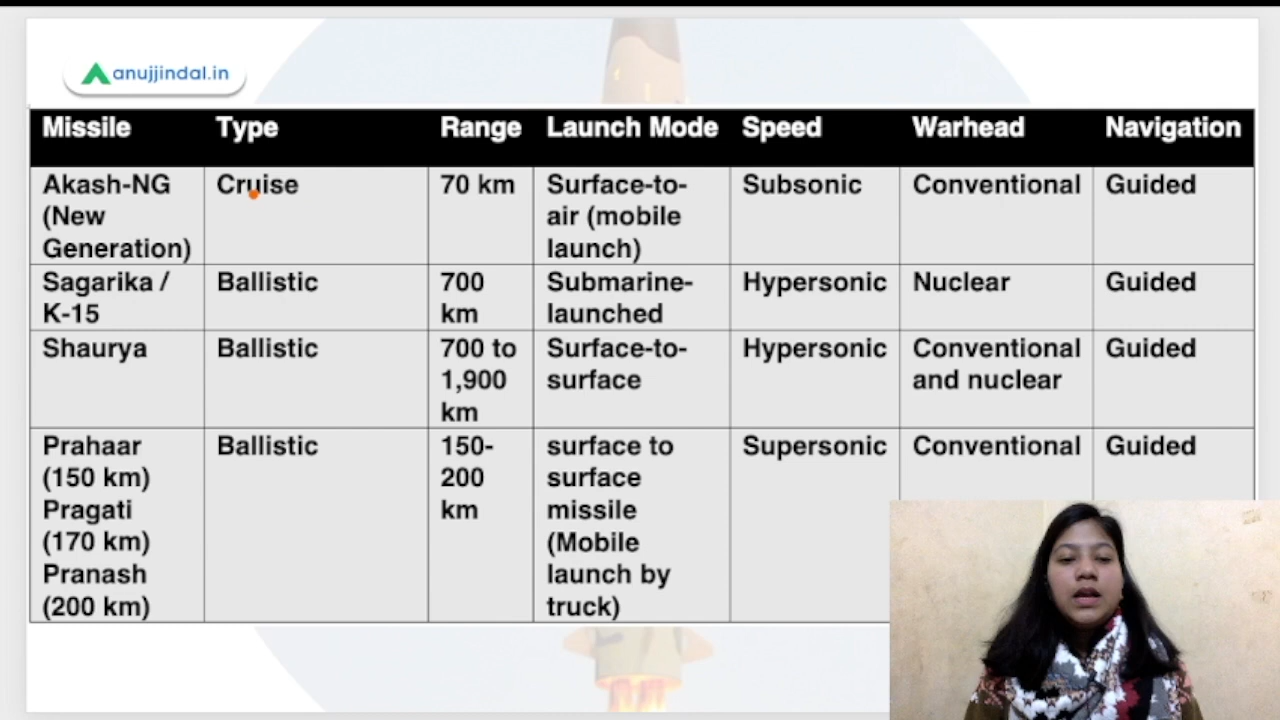 anujjindal.in
Missile Type Range Launch Mode Speed Warhead Navigation
Akash-NG Cruise 70 km Surface-to- Subsonic Conventional Guided
(New air (mobile
Generation) launch)
Sagarika / Ballistic 700 Submarine- Hypersonic Nuclear Guided
K-15 km launched
Shaurya Ballistic 700 to Surface-to- Hypersonic Conventional Guided
1,900 surface and nuclear
km
Prahaar Ballistic 150- surface to Supersonic Conventional Guided
(150 km) 200 surface
Pragati km missile
(170 km) (Mobile
Pranash launch by
(200 km) truck)